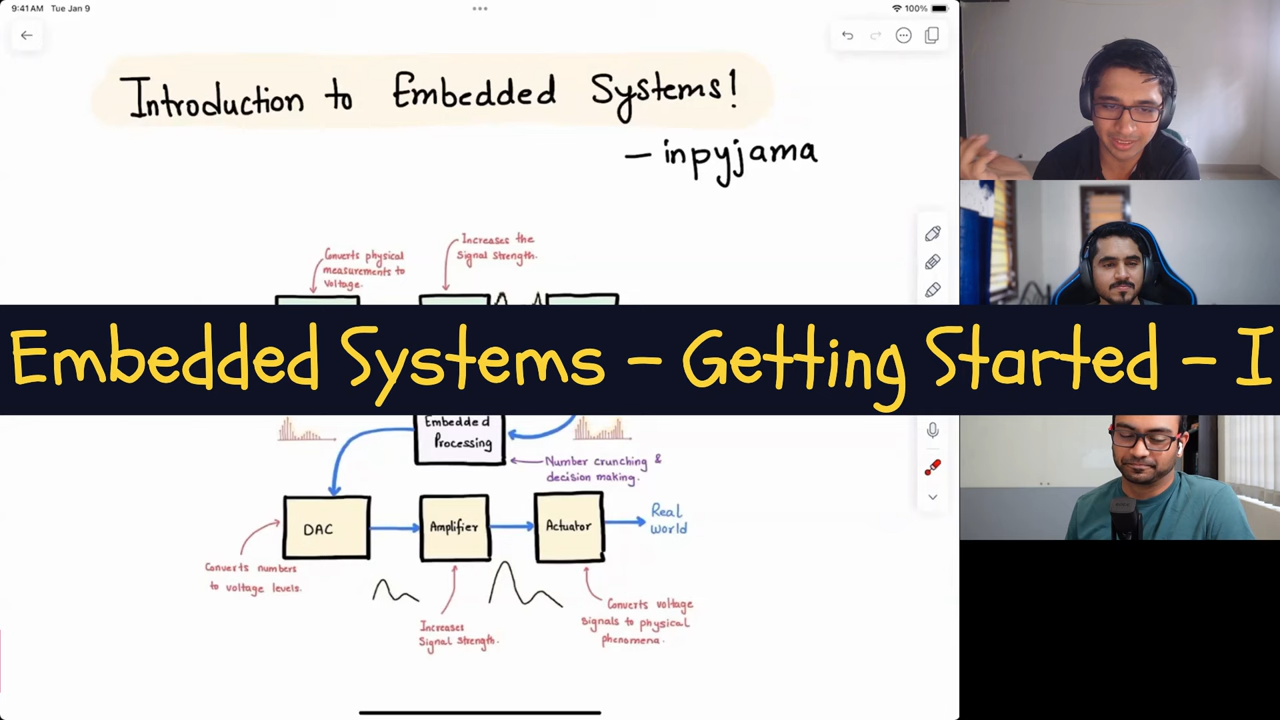 9:41 AM Tue Jan 9
100%
Introduction to Embedded Systems!
— inpyjama
Converts physical
measurements to
Voltage.
Increases the
Signal strength.
Embedded Systems – Getting Started – I
Embedded
Processing
Number crunching &
decision making.
DAC
Amplifier
Actuator
Real
world
Converts numbers
to voltage levels.
Increases
Signal strength.
Converts voltage
Signals to physical
phenomena.